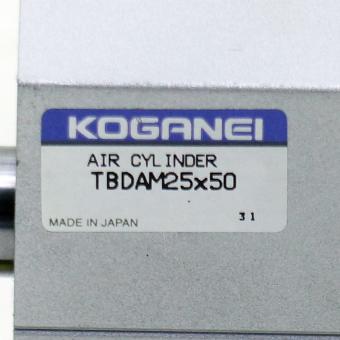 KOGANEI
AIR CYLINDER
TBDAM25x50
31
MADE IN JAPAN